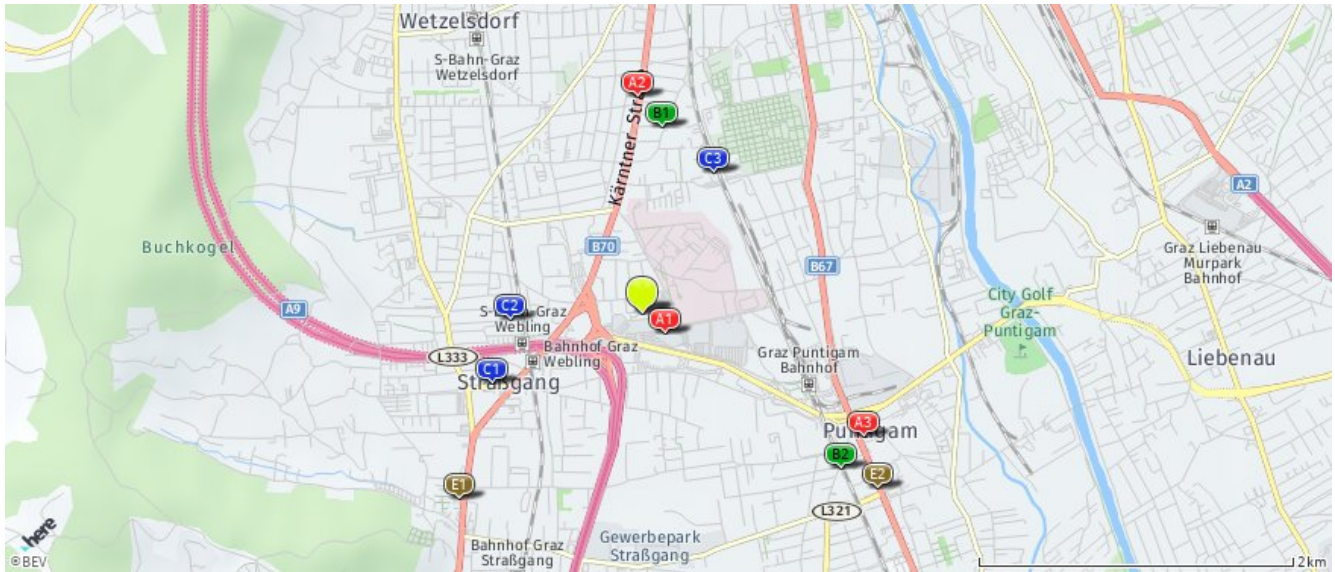 Wetzelsdorf
S-Bahn-Graz
Wetzelsdorf
A2
B1
C3
Kärntner Str
A2
Buchkogel
B70
B67
Graz Liebenau
Murpark
Bahnhof
A9
C2
A1
City Golf
Graz-
Puntigam
Graz
Webling
L333
Bahnhof Graz
Webling
Graz Puntigam
Bahnhof
Liebenau
C1
Straßgang
A3
B2
E2
E1
L321
Gewerbepark
Straßgang
Bahnhof Graz
Straßgang
here
©BEV
2km